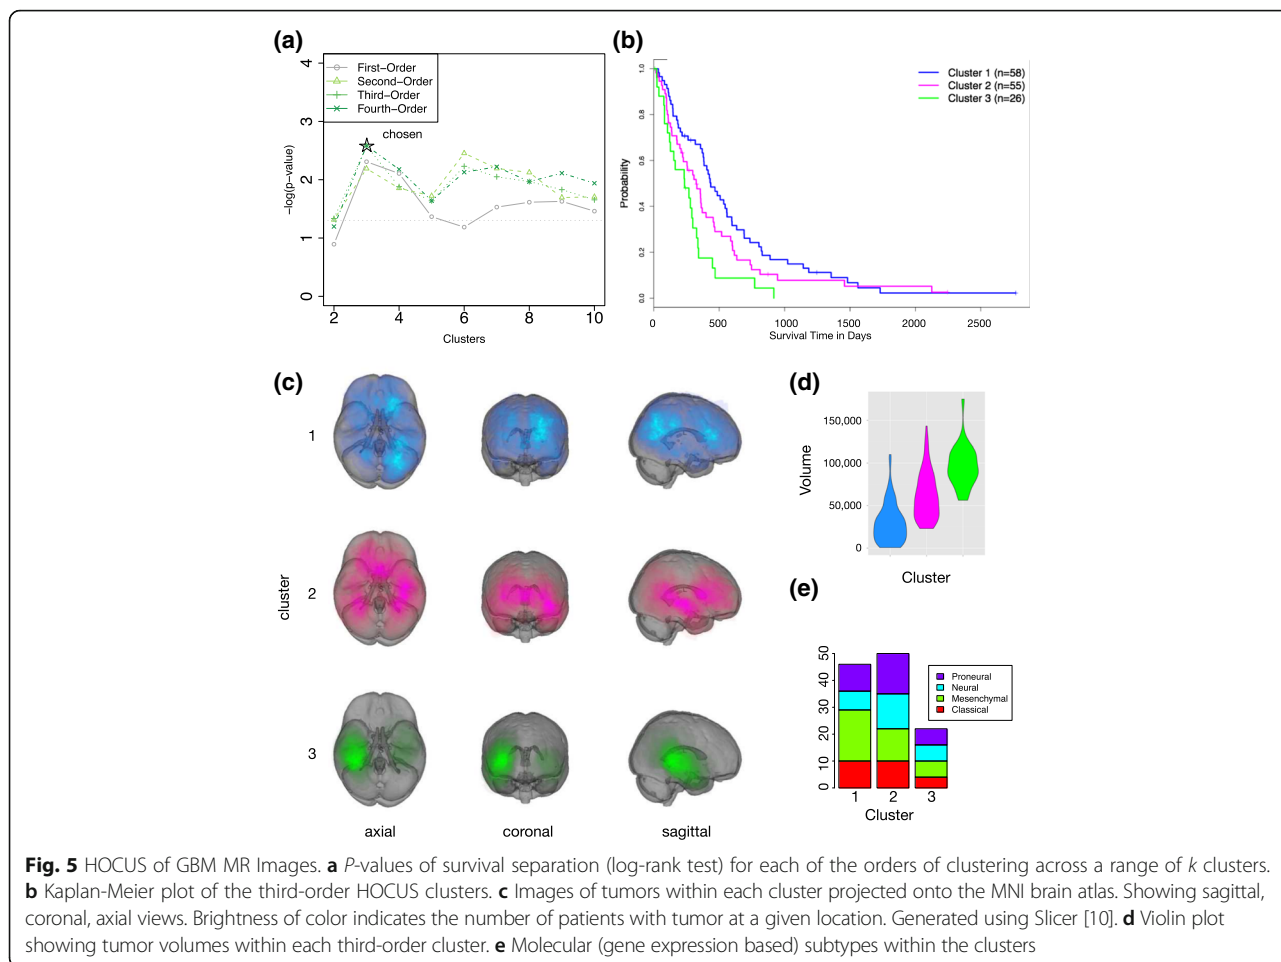 (a)
4
3
2
1
0
−log(p−value)
First−Order
Second−Order
Third−Order
Fourth−Order
chosen
2 4 6 8 10
Clusters
(b)
1.0
0.8
0.6
0.4
0.2
0.0
Probability
Cluster 1 (n=58)
Cluster 2 (n=55)
Cluster 3 (n=26)
0 500 1000 1500 2000 2500
Survival Time in Days
(c)
1
2
3
cluster
axial coronal sagittal
(d)
150,000
100,000
50,000
0
Volume
Cluster
(e)
50
40
30
20
10
0
Proneural
Neural
Mesenchymal
Classical
1 2 3
Cluster
Fig. 5 HOCUS of GBM MR Images. a P-values of survival separation (log-rank test) for each of the orders of clustering across a range of k clusters.
b Kaplan-Meier plot of the third-order HOCUS clusters. c Images of tumors within each cluster projected onto the MNI brain atlas. Showing sagittal,
coronal, axial views. Brightness of color indicates the number of patients with tumor at a given location. Generated using Slicer [10]. d Violin plot
showing tumor volumes within each third-order cluster. e Molecular (gene expression based) subtypes within the clusters